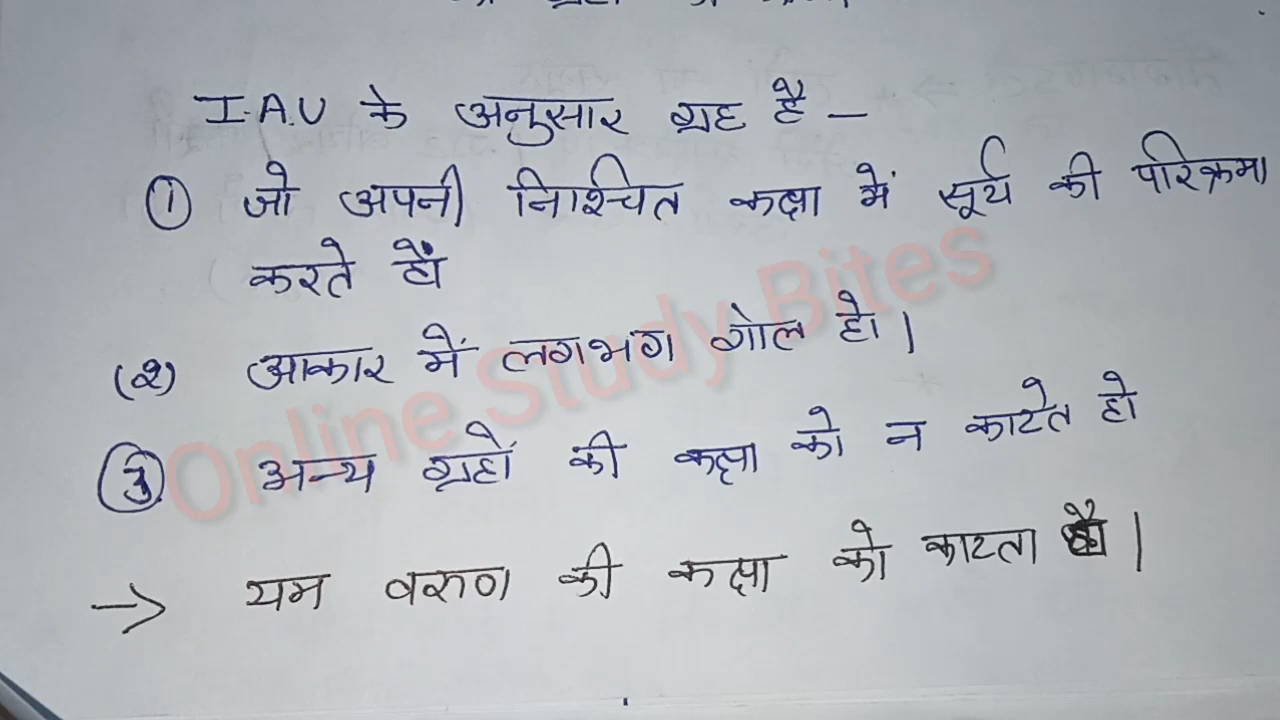 I.A.U के अनुसार ग्रह है –
① जो अपनी निश्चित कक्षा में सूर्य की परिक्रमा
करते हों
(२) आकार में लगभग गोल हो।
③ अन्य ग्रहों की कक्षा को न काटते हो
→ यम वरुण की कक्षा को काटता है।
Online Study Bites